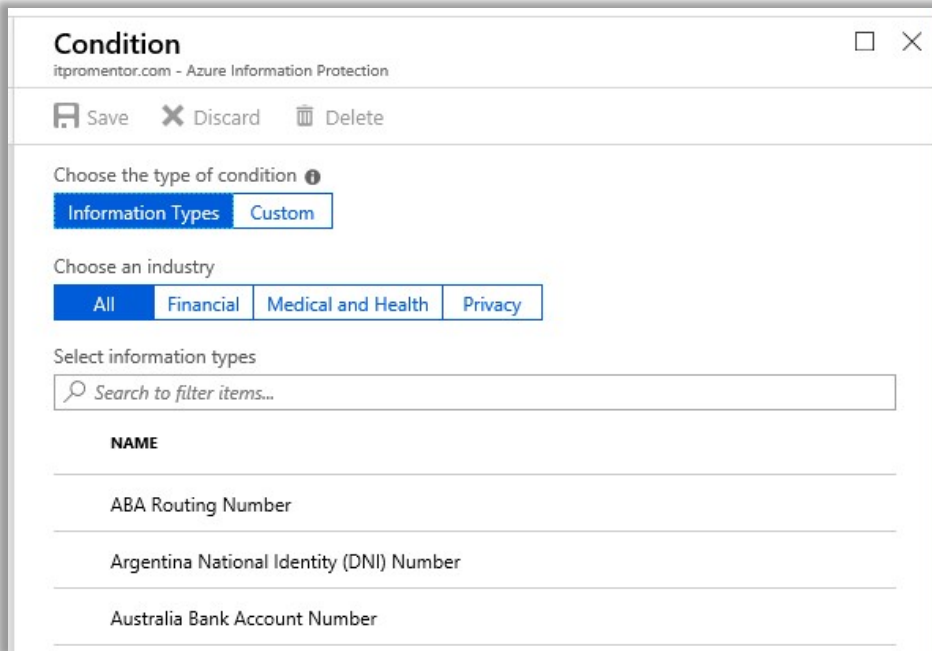 Condition
itpromentor.com - Azure Information Protection
Save Discard Delete
Choose the type of condition
Information Types Custom
Choose an industry
All Financial Medical and Health Privacy
Select information types
Search to filter items...
NAME
ABA Routing Number
Argentina National Identity (DNI) Number
Australia Bank Account Number